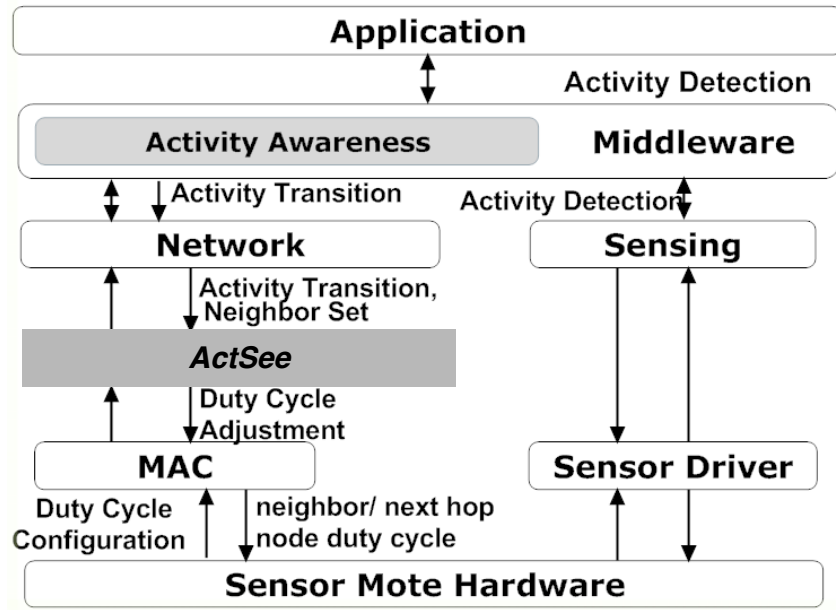 Application
Activity Detection
Activity Awareness
Middleware
Activity Transition
Activity Detection
Network
Sensing
Activity Transition,
Neighbor Set
ActSee
Duty Cycle
Adjustment
MAC
Sensor Driver
Duty Cycle
Configuration
neighbor/ next hop
node duty cycle
Sensor Mote Hardware